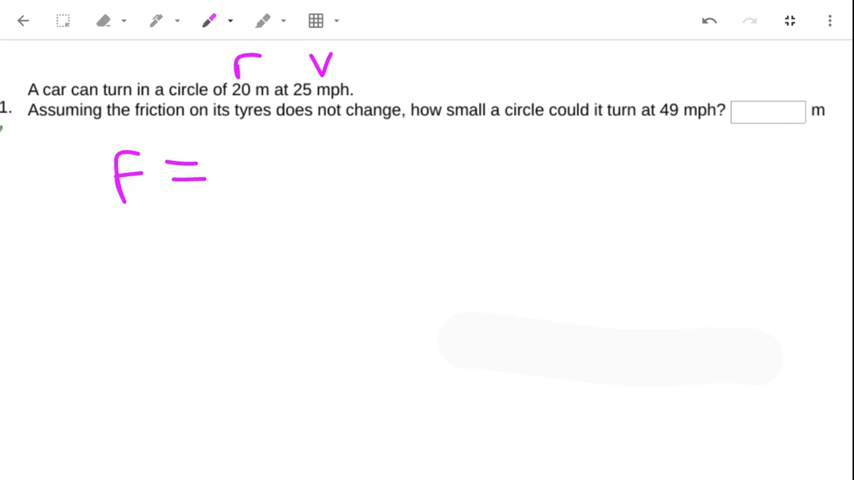 r v
A car can turn in a circle of 20 m at 25 mph.
1. Assuming the friction on its tyres does not change, how small a circle could it turn at 49 mph? m
F =